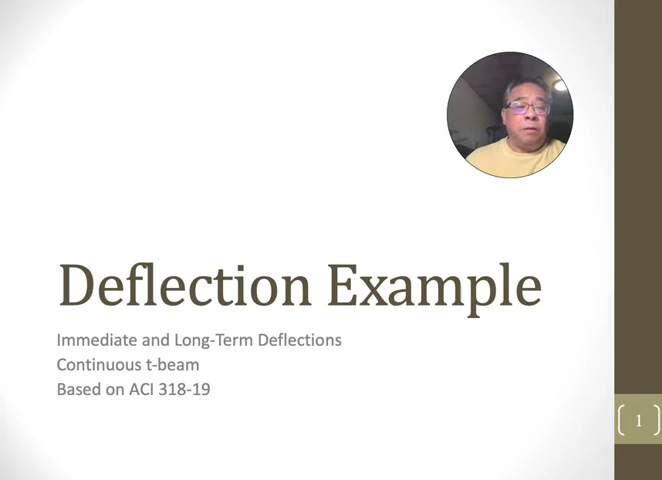 Deflection Example
Immediate and Long-Term Deflections
Continuous t-beam
Based on ACI 318-19
1